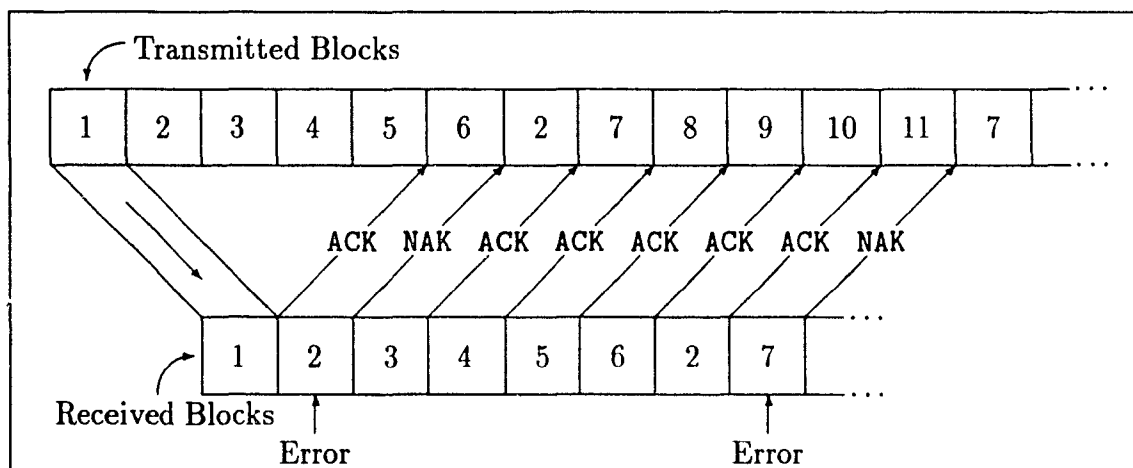 Transmitted Blocks
1 2 3 4 5 6 2 7 8 9 10 11 7 ...
ACK NAK ACK ACK ACK ACK ACK NAK
1 2 3 4 5 6 2 7 ...
Received Blocks
Error Error